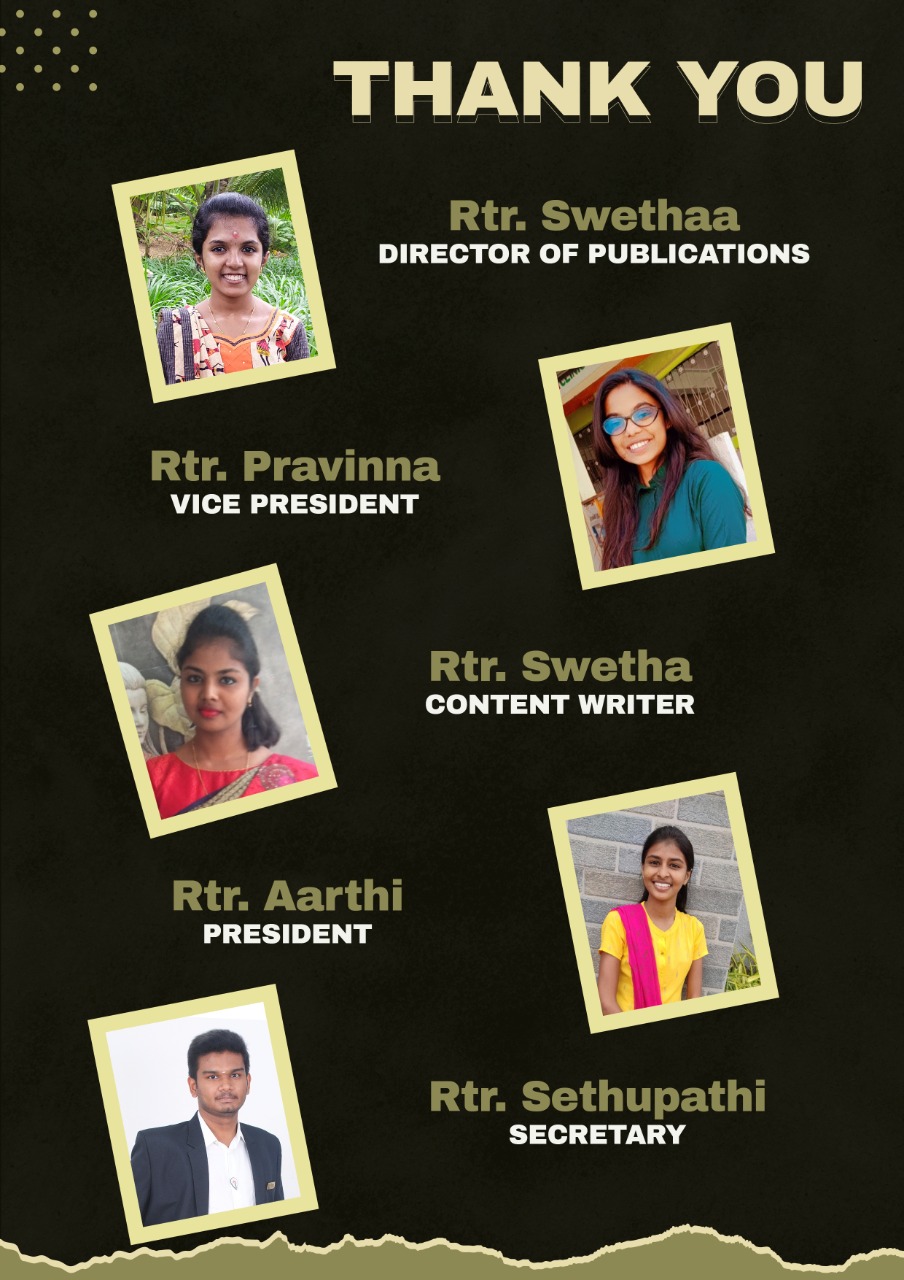 THANK YOU
Rtr. Swethaa
DIRECTOR OF PUBLICATIONS
Rtr. Pravinna
VICE PRESIDENT
Rtr. Swetha
CONTENT WRITER
Rtr. Aarthi
PRESIDENT
Rtr. Sethupathi
SECRETARY